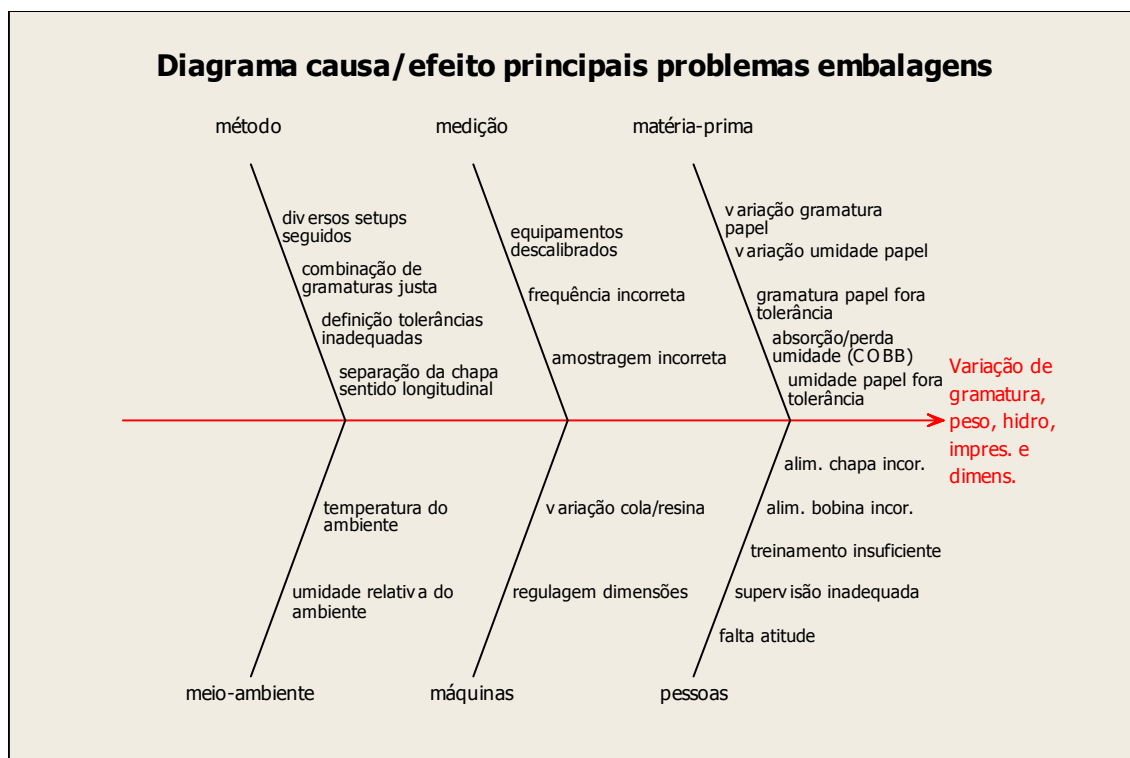 Diagrama causa/efeito principais problemas embalagens
método
medição
matéria-prima
diversos setups
seguidos
combinação de
gramaturas justa
definição tolerâncias
inadequadas
separação da chapa
sentido longitudinal
equipamentos
descalibrados
frequência incorreta
amostragem incorreta
variação gramatura
papel
variação umidade papel
gramatura papel fora
tolerância
absorção/perda
umidade (COBB)
umidade papel fora
tolerância
Variação de
gramatura,
peso, hidro,
impres. e
dimens.
temperatura do
ambiente
umidade relativa do
ambiente
variação cola/resina
regulagem dimensões
alim. chapa incor.
alim. bobina incor.
treinamento insuficiente
supervisão inadequada
falta atitude
meio-ambiente
máquinas
pessoas